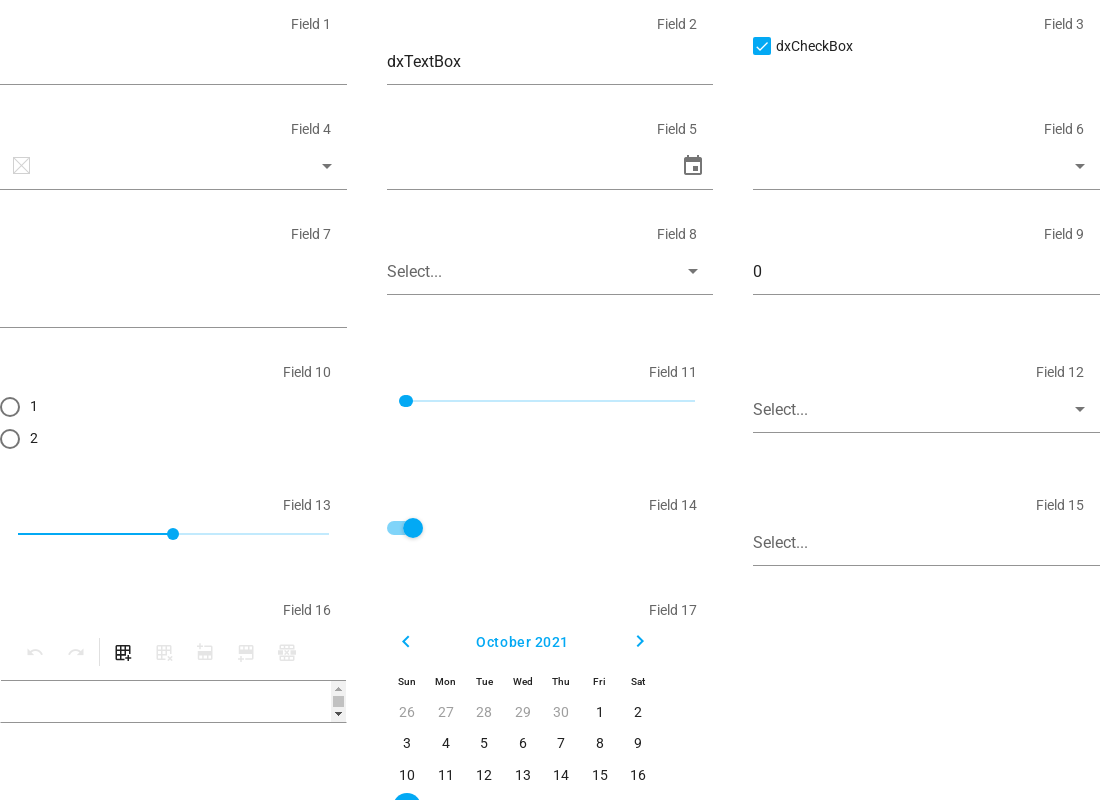 Field 1 Field 2 Field 3
dxTextBox dxCheckBox
Field 4 Field 5 Field 6
Field 7 Field 8 Field 9
Select... 0
Field 10 Field 11 Field 12
1
2
Select...
Field 13 Field 14 Field 15
Select...
Field 16 Field 17
October 2021
Sun Mon Tue Wed Thu Fri Sat
26 27 28 29 30 1 2
3 4 5 6 7 8 9
10 11 12 13 14 15 16